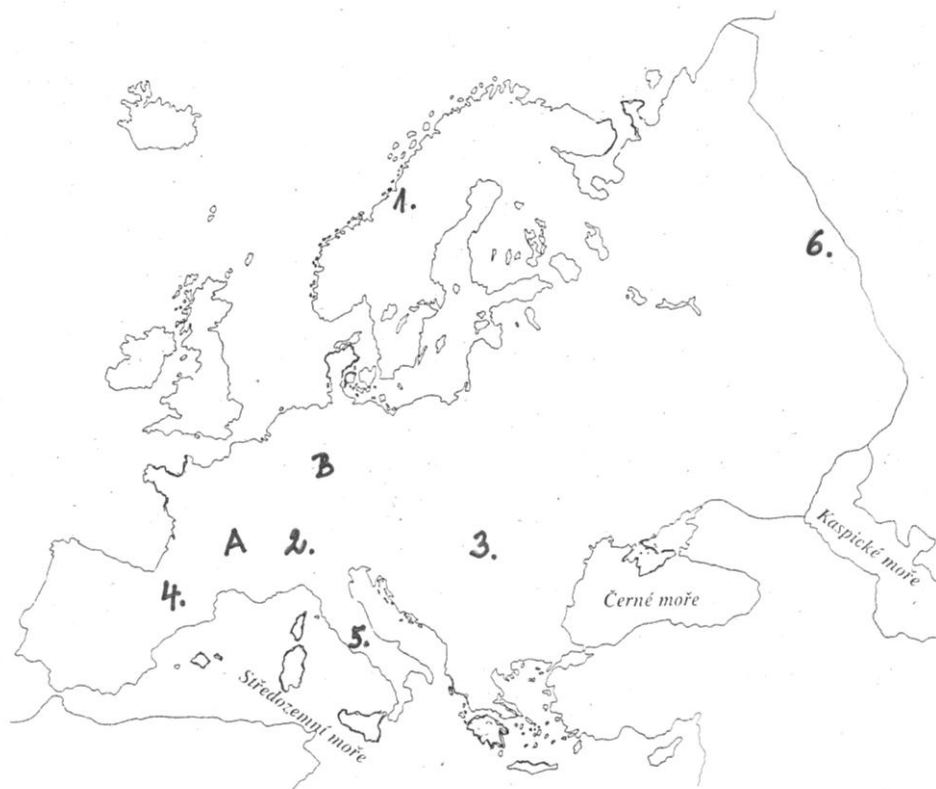 1.
6.
B
A
2.
3.
4.
5.
Kaspické moře
Černé moře
Středozemní moře